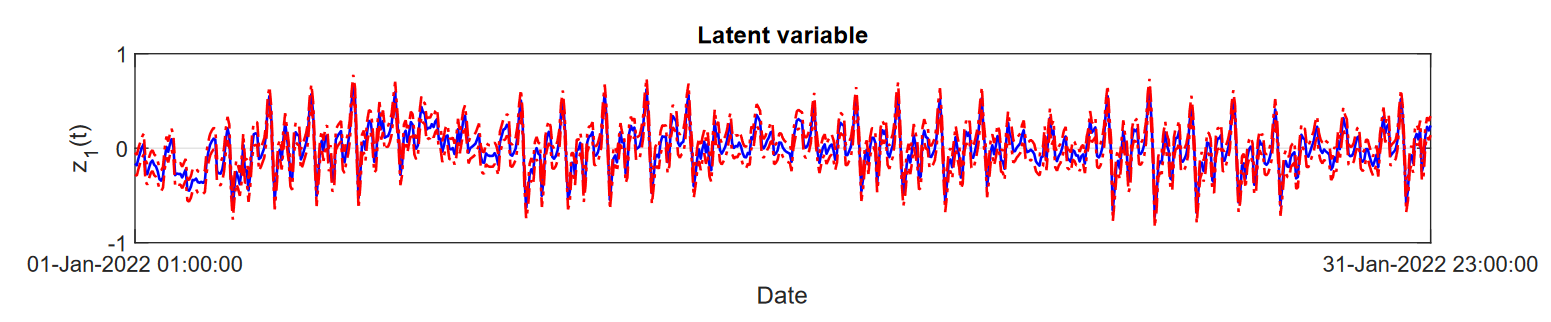 Latent variable
1
z1(t)
0
-1
01-Jan-2022 01:00:00
31-Jan-2022 23:00:00
Date